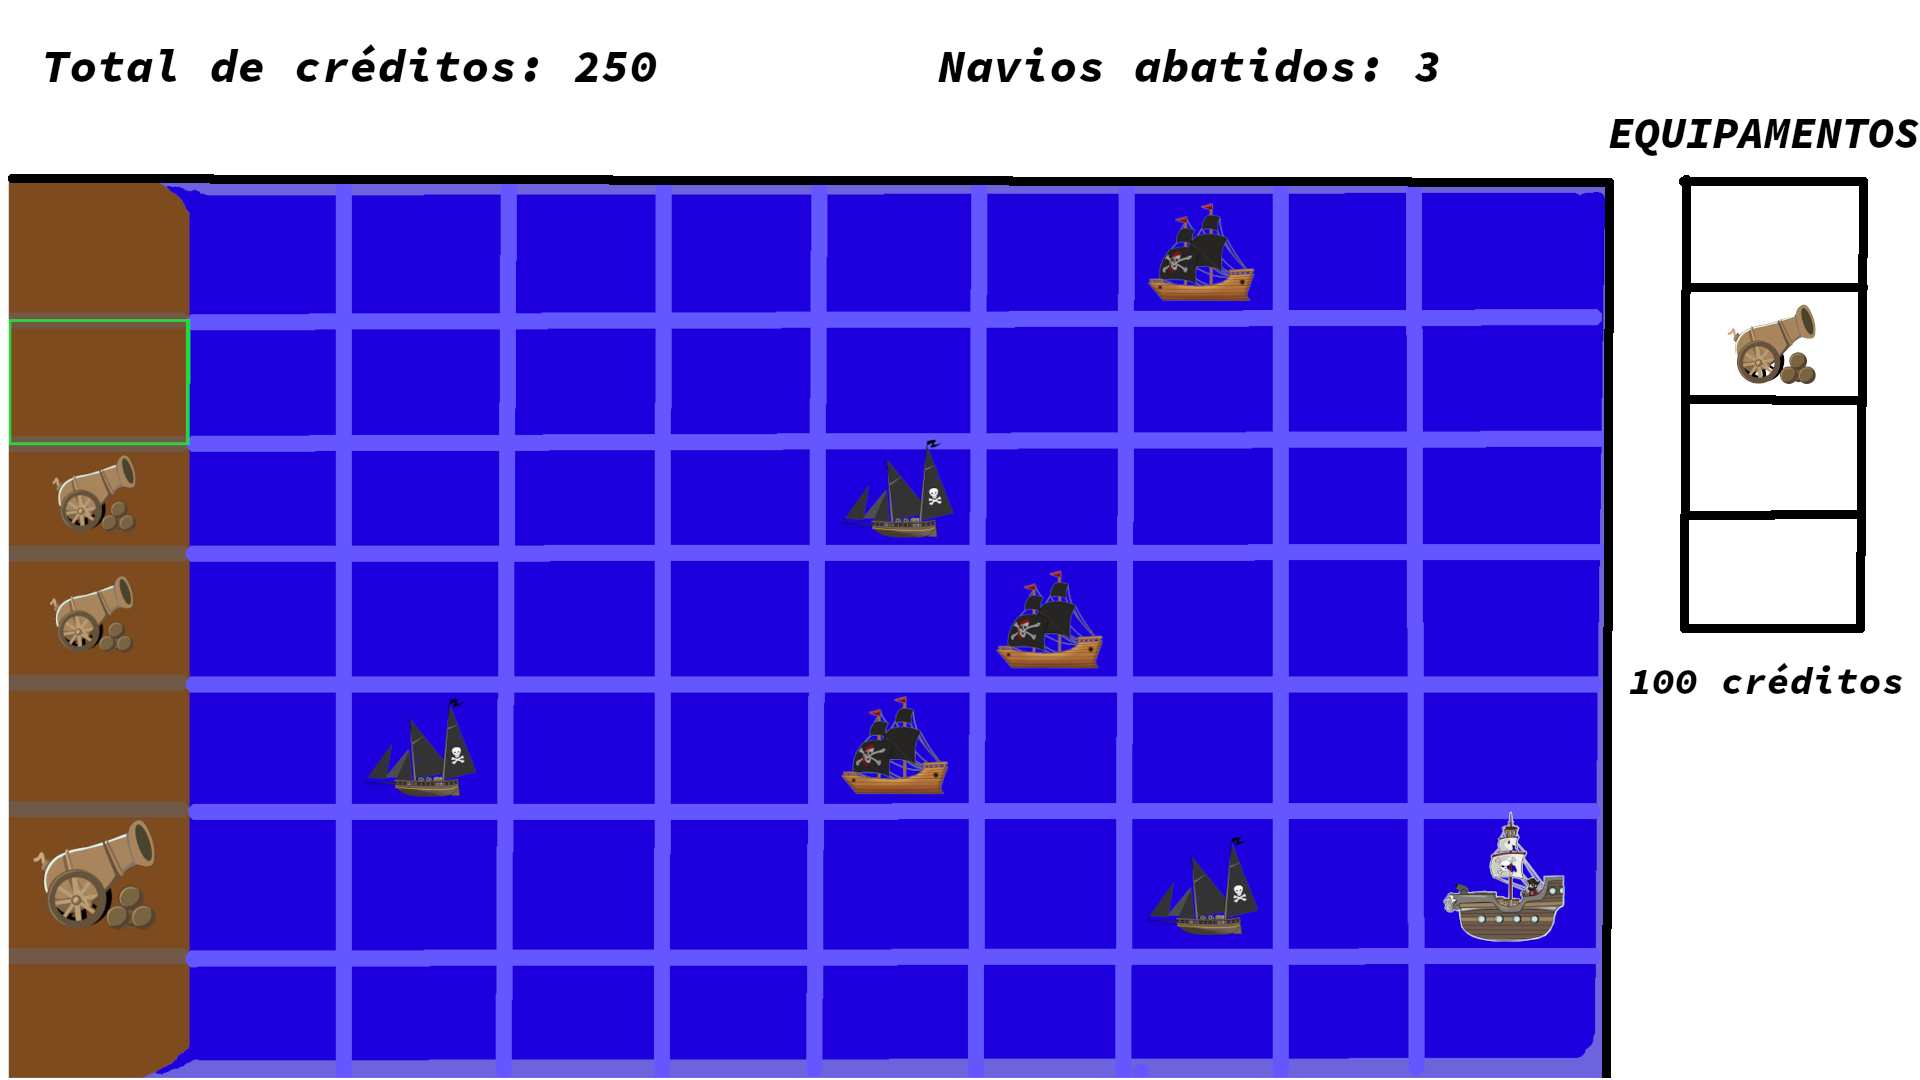 Total de créditos: 250
Navios abatidos: 3
EQUIPAMENTOS
100 créditos